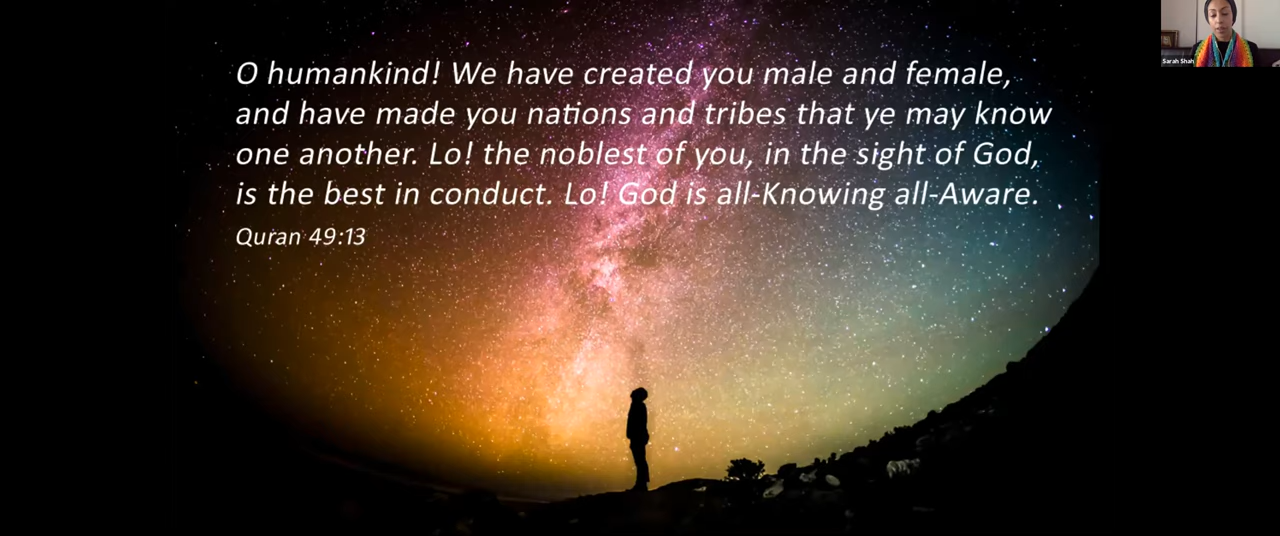 O humankind! We have created you male and female,
and have made you nations and tribes that ye may know
one another. Lo! the noblest of you, in the sight of God,
is the best in conduct. Lo! God is all-Knowing all-Aware.
Quran 49:13
Sarah Shah